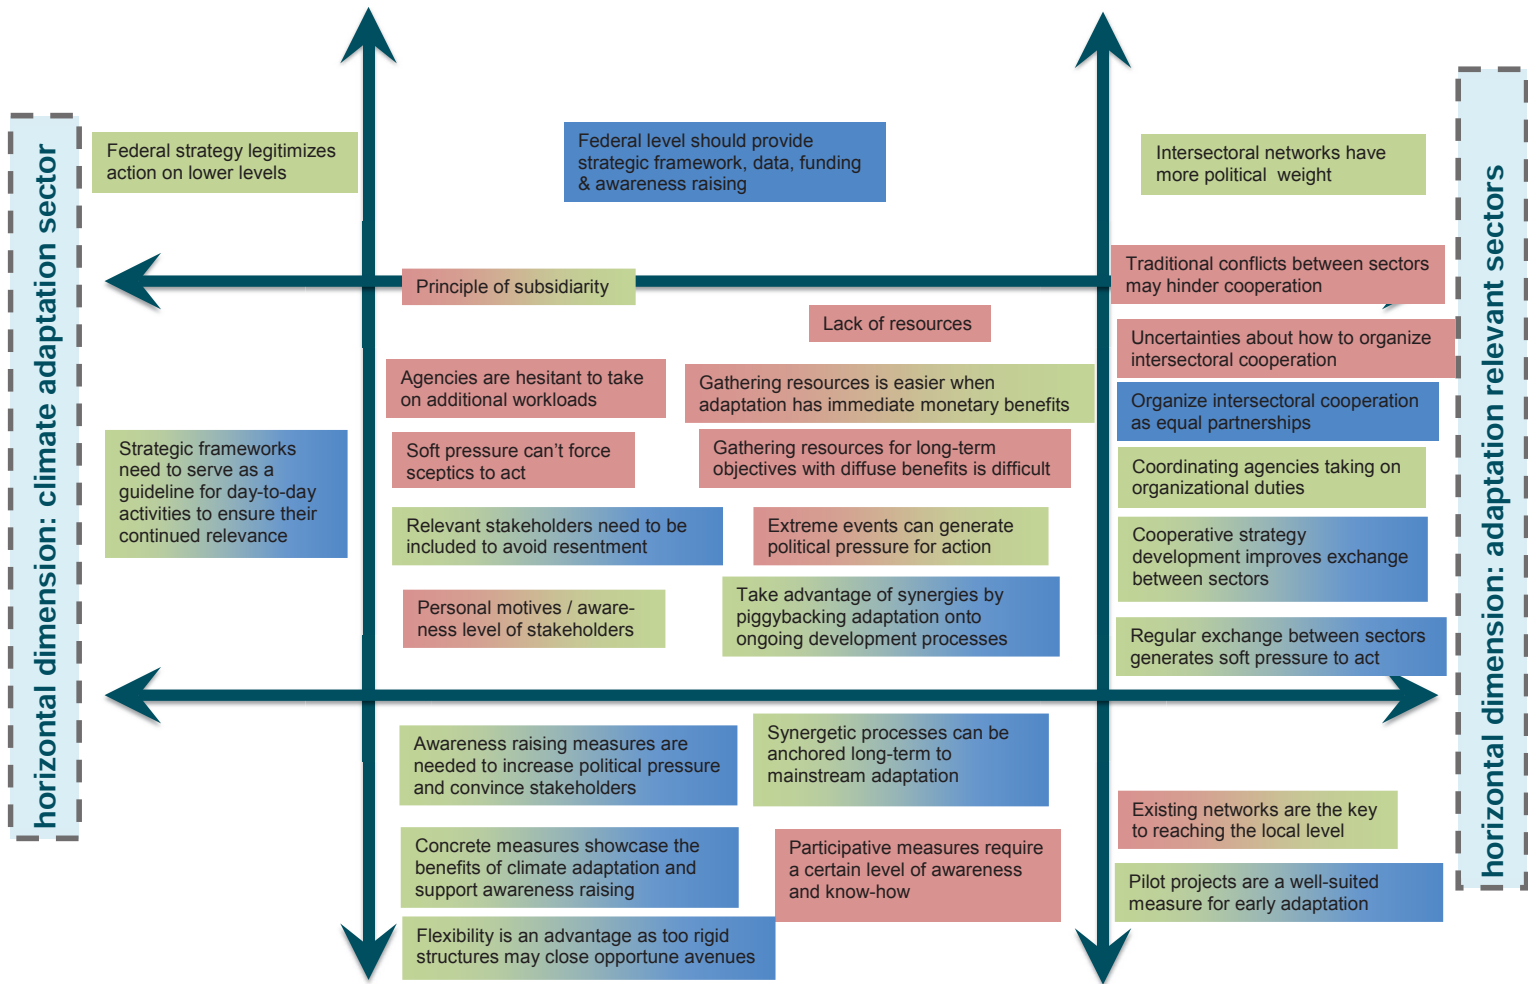 horizontal dimension: climate adaptation sector
Federal strategy legitimizes
action on lower levels
Strategic frameworks
need to serve as a
guideline for day-to-day
activities to ensure their
continued relevance
Federal level should provide
strategic framework, data, funding
& awareness raising
Principle of subsidiarity
Lack of resources
Agencies are hesitant to take
on additional workloads
Gathering resources is easier when
adaptation has immediate monetary benefits
Soft pressure can't force
sceptics to act
Gathering resources for long-term
objectives with diffuse benefits is difficult
Relevant stakeholders need to be
included to avoid resentment
Extreme events can generate
political pressure for action
Personal motives / aware-
ness level of stakeholders
Take advantage of synergies by
piggybacking adaptation onto
ongoing development processes
Awareness raising measures are
needed to increase political pressure
and convince stakeholders
Synergetic processes can be
anchored long-term to
mainstream adaptation
Concrete measures showcase the
benefits of climate adaptation and
support awareness raising
Participative measures require
a certain level of awareness
and know-how
Flexibility is an advantage as too rigid
structures may close opportune avenues
Intersectoral networks have
more political weight
Traditional conflicts between sectors
may hinder cooperation
Uncertainties about how to organize
intersectoral cooperation
Organize intersectoral cooperation
as equal partnerships
Coordinating agencies taking on
organizational duties
Cooperative strategy
development improves exchange
between sectors
Regular exchange between sectors
generates soft pressure to act
Existing networks are the key
to reaching the local level
Pilot projects are a well-suited
measure for early adaptation
horizontal dimension: adaptation relevant sectors